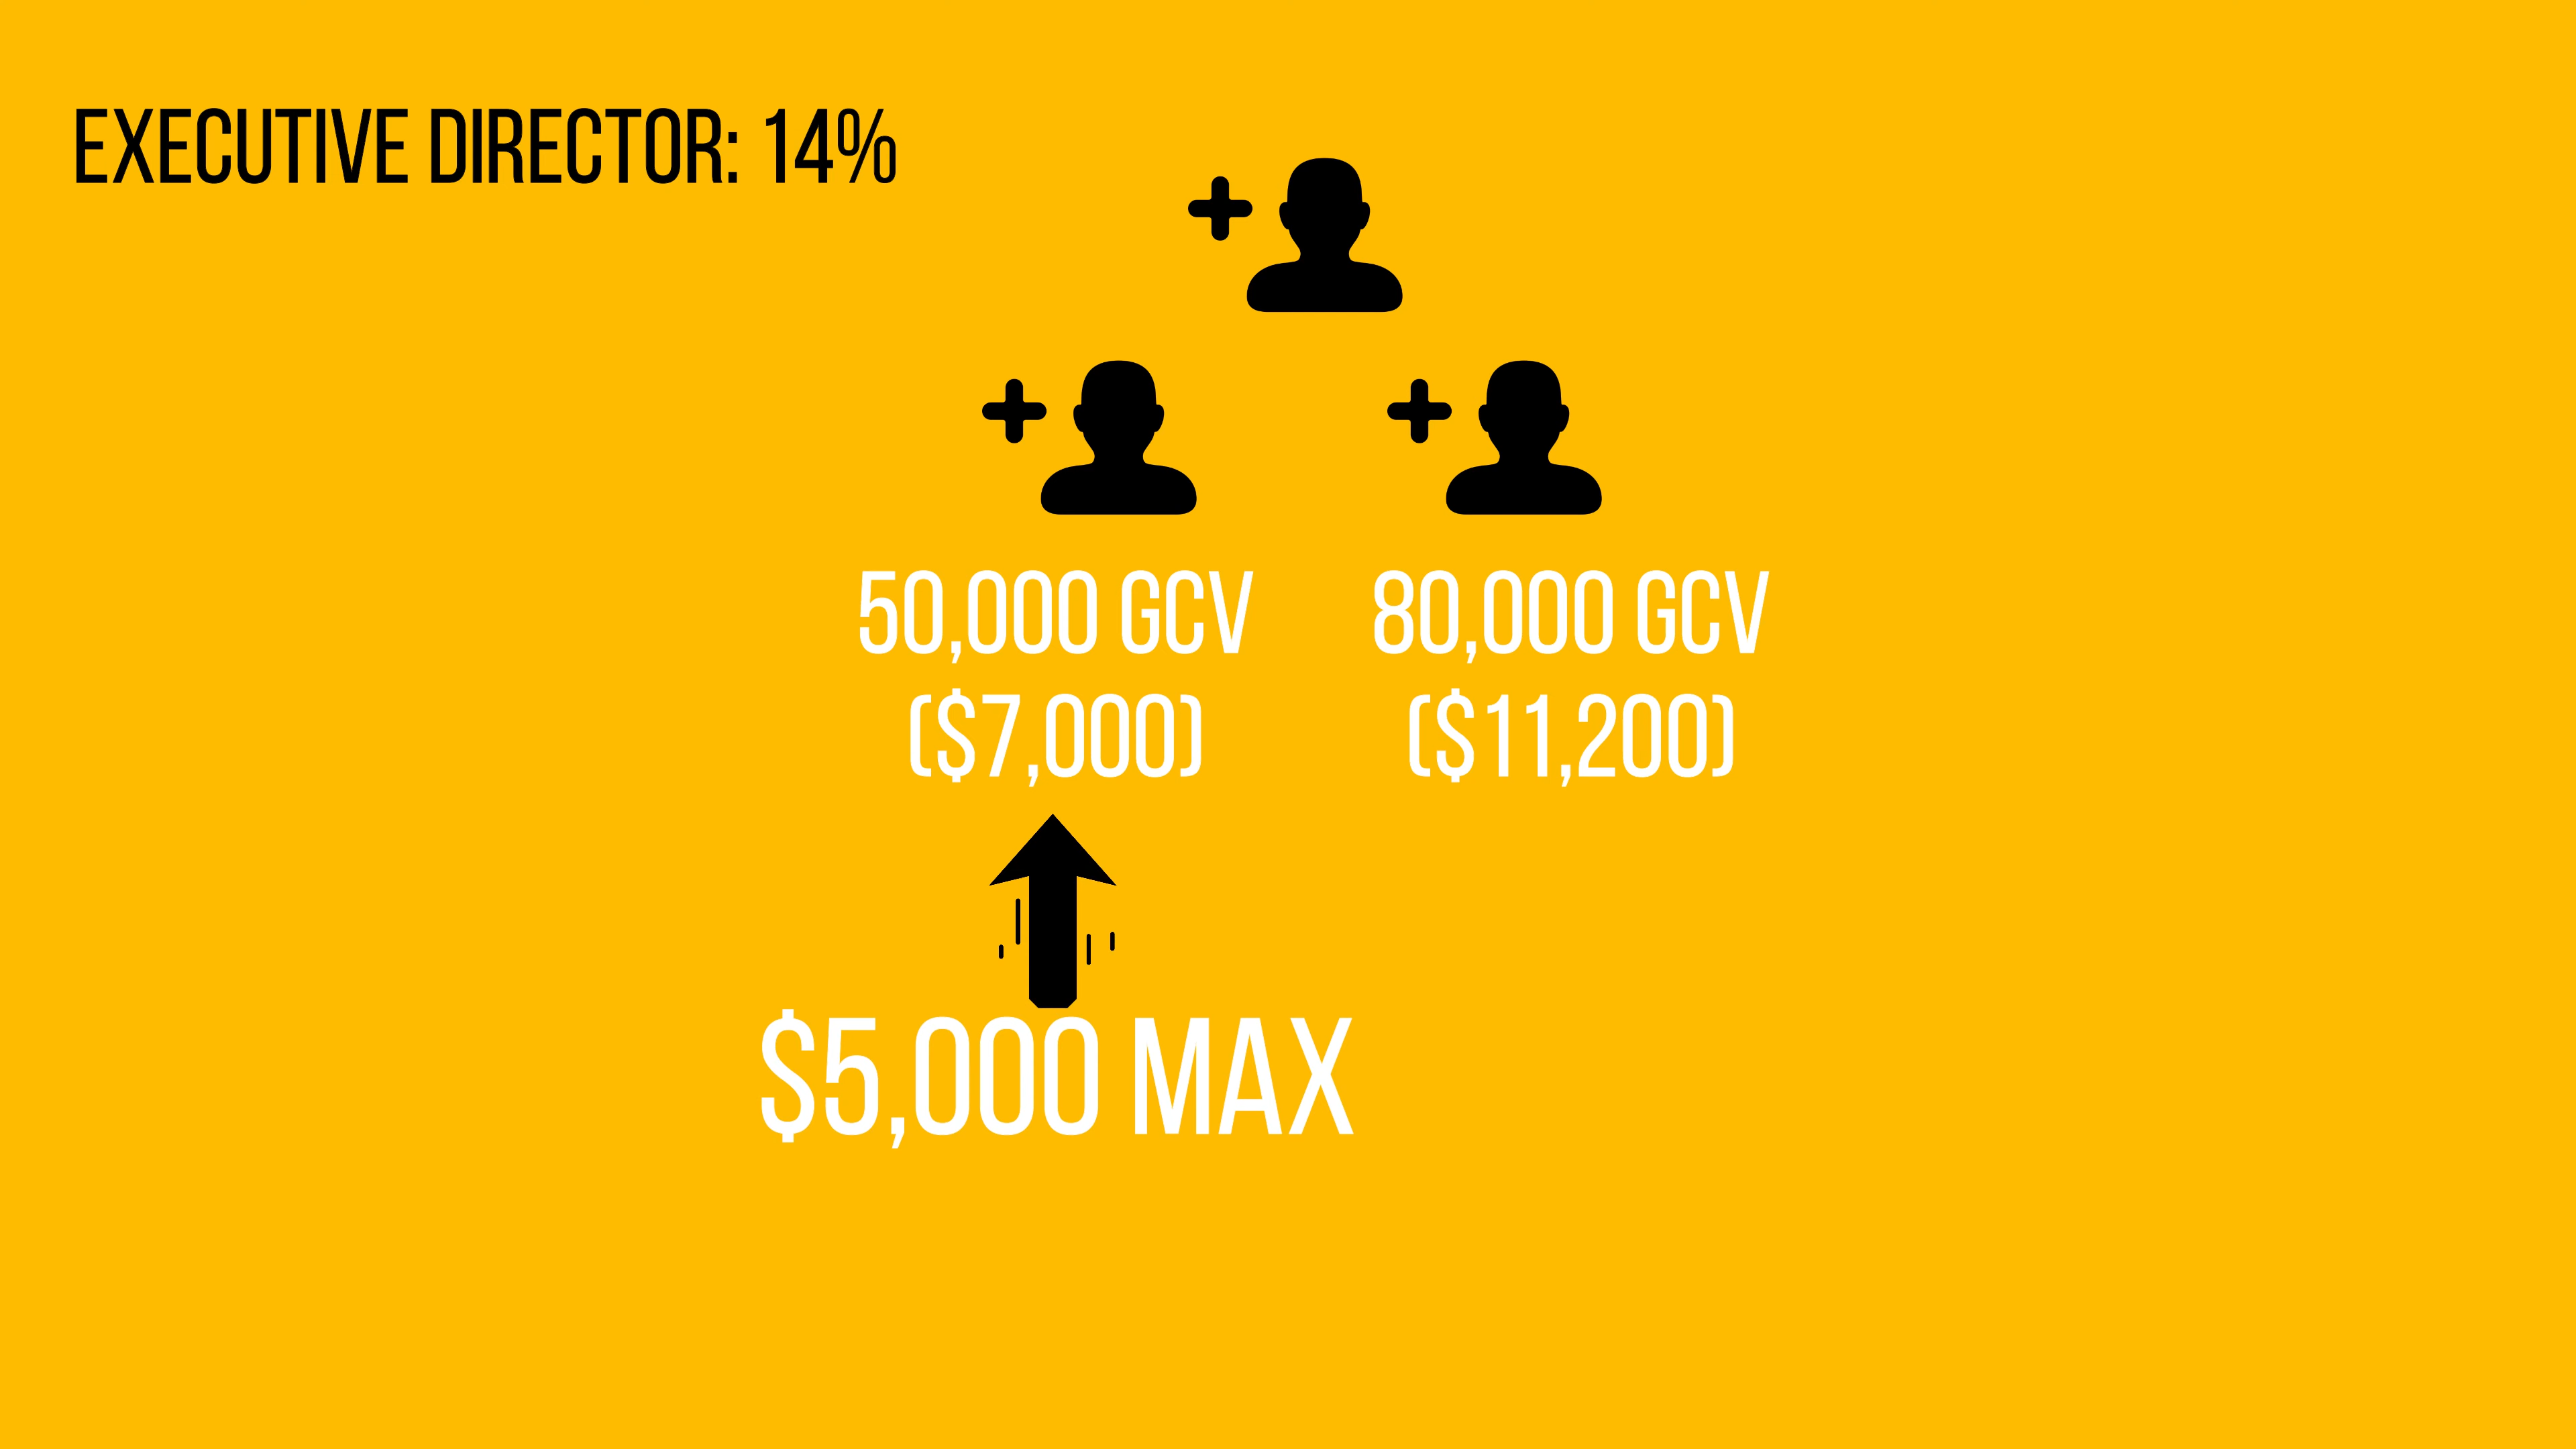 EXECUTIVE DIRECTOR: 14%
50,000 GCV
80,000 GCV
($7,000)
($11,200)
$5,000 MAX